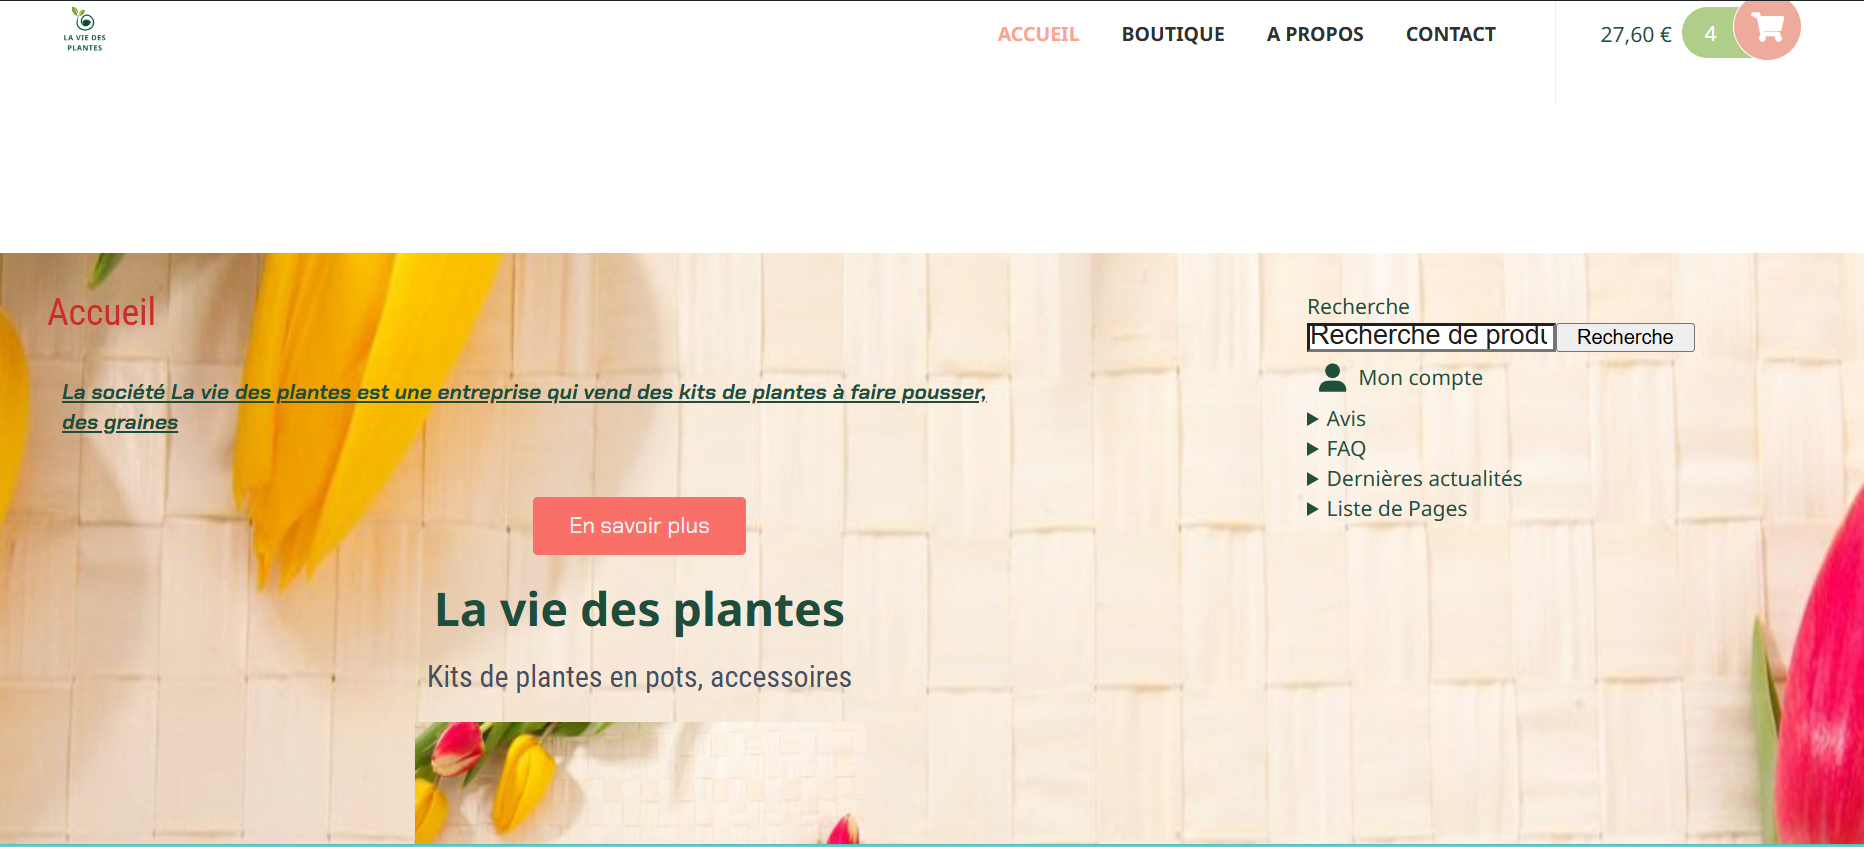 LA VIE DES
PLANTES
ACCUEIL
BOUTIQUE
A PROPOS
CONTACT
27,60 €
4
Accueil
La société La vie des plantes est une entreprise qui vend des kits de plantes à faire pousser,
des graines
En savoir plus
La vie des plantes
Kits de plantes en pots, accessoires
Recherche
Recherche de produ
Recherche
Mon compte
Avis
FAQ
Dernières actualités
Liste de Pages